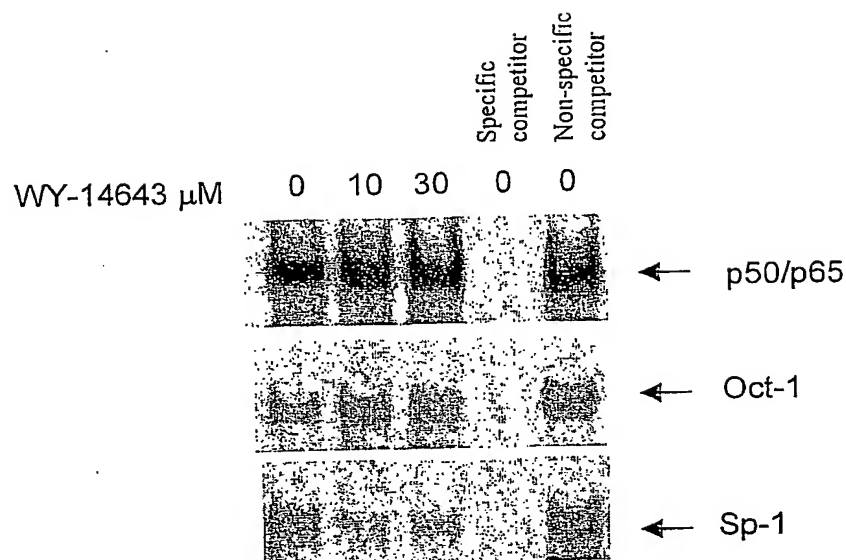 Specific
competitor
Non-specific
competitor
WY-14643 μM 0 10 30 0 0
p50/p65
Oct-1
Sp-1